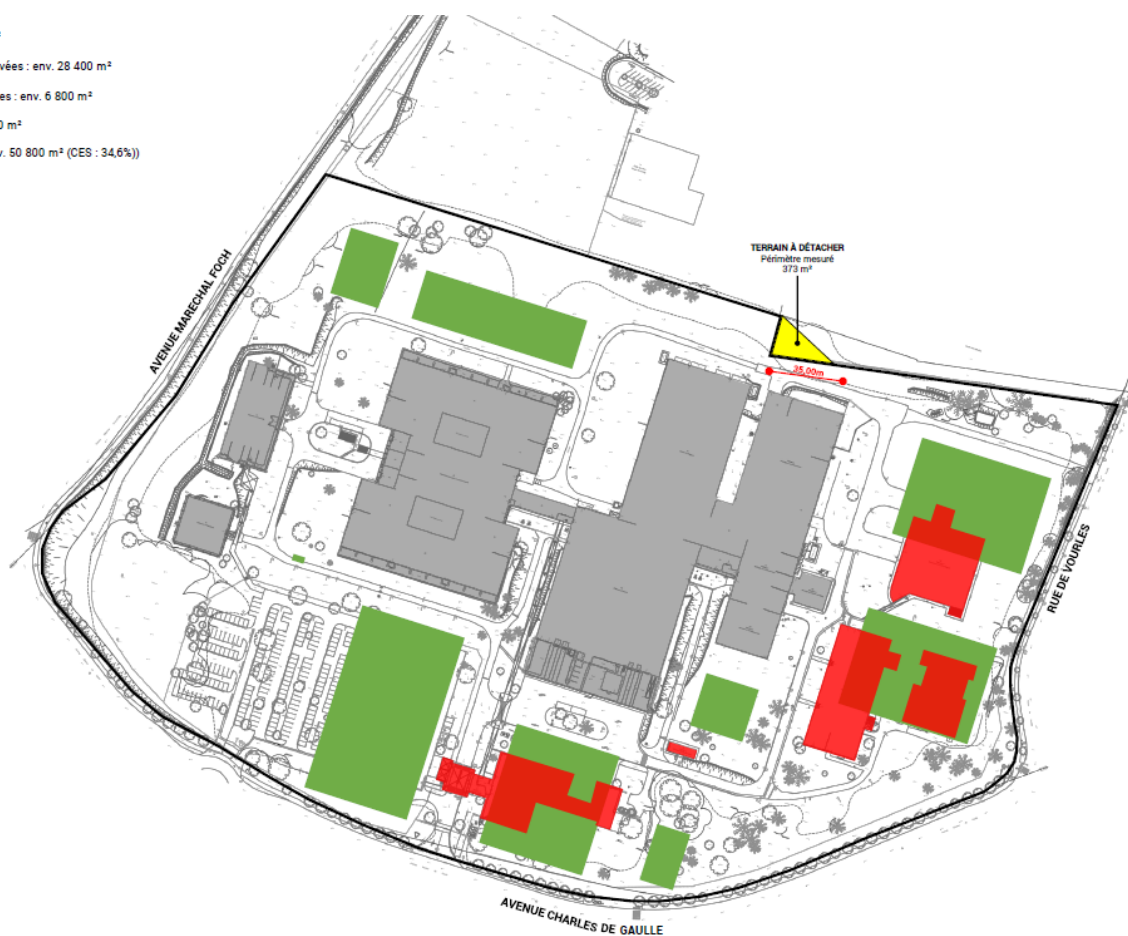 vées : env. 28 400 m²
es : env. 6 800 m²
0 m²
v. 50 800 m² (CES : 34,6%))
AVENUE MARECHAL FOCH
TERRAIN À DÉTACHER
Périmètre mesuré
373 m²
35,00m
RUE DE VOURLES
AVENUE CHARLES DE GAULLE